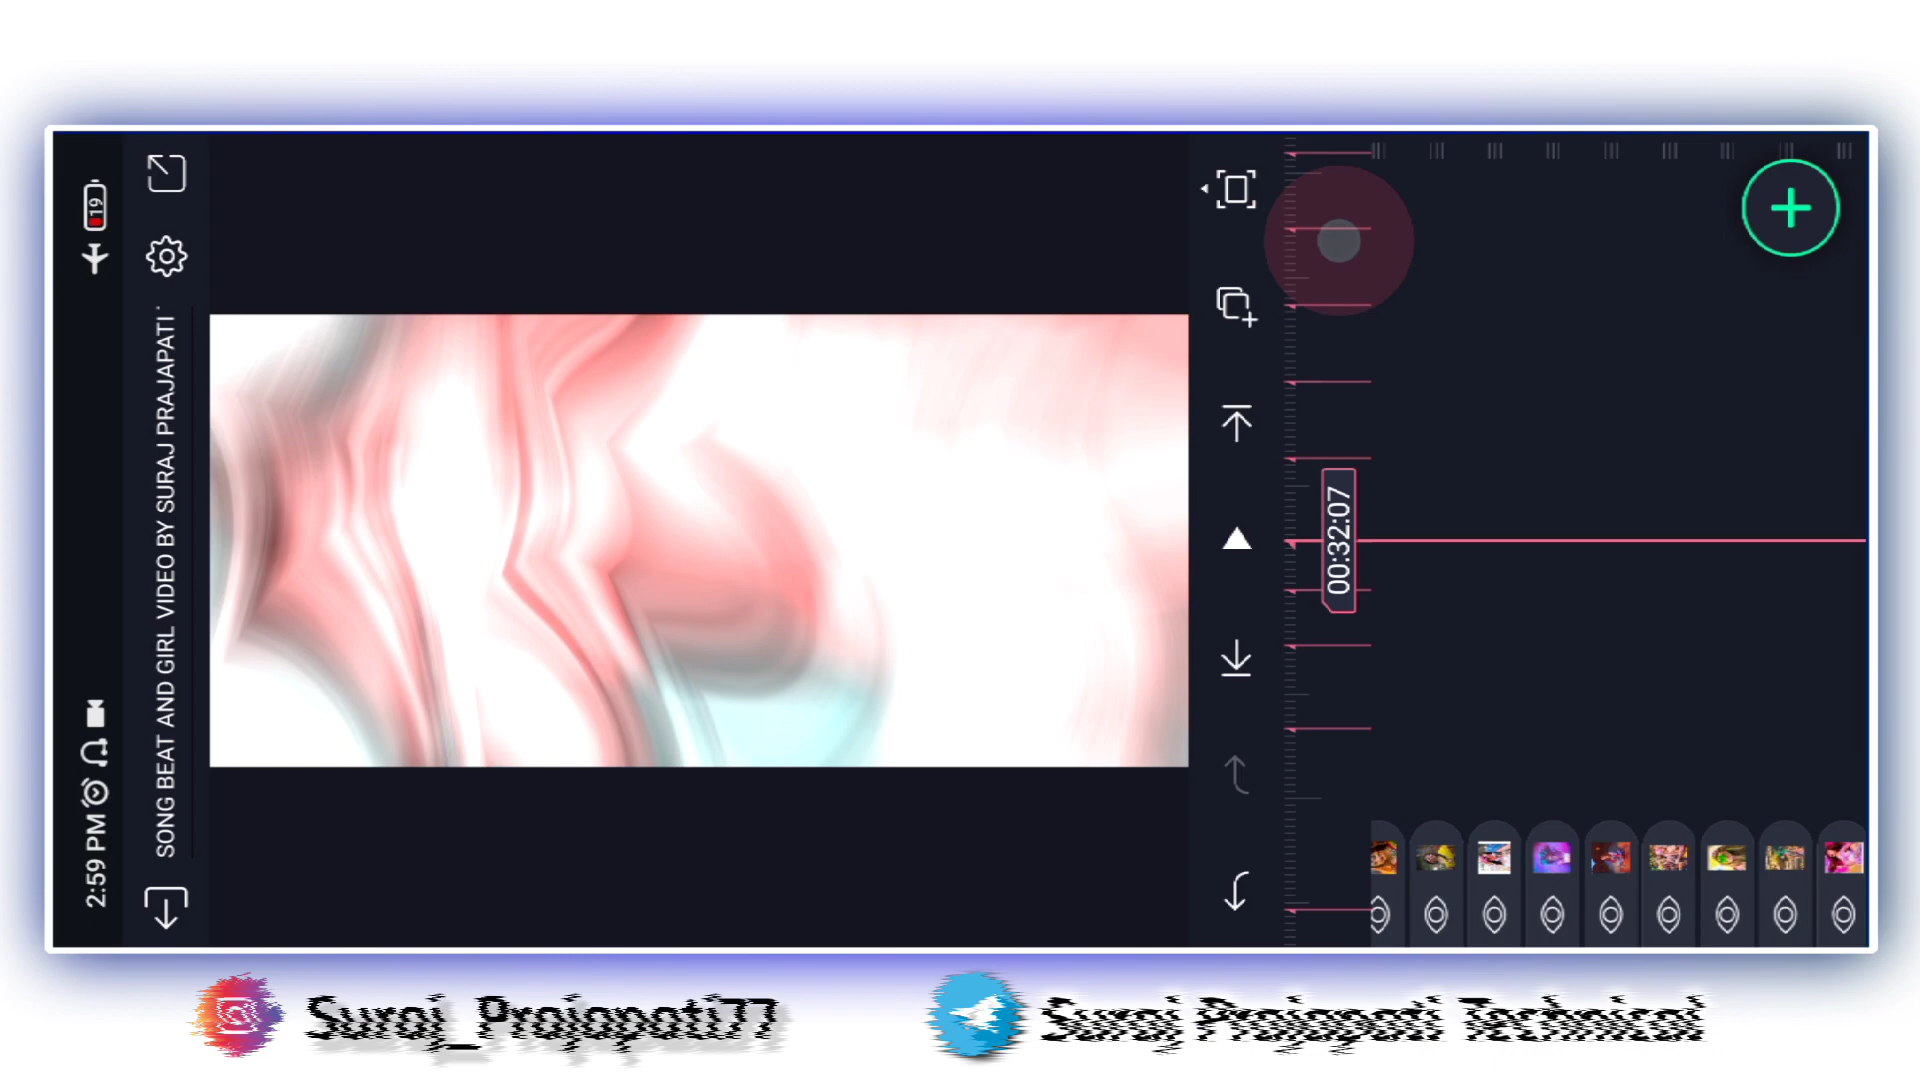 2:59 PM
19
SONG BEAT AND GIRL VIDEO BY SURAJ PRAJAPATI
00:32:07
Suraj_Prajapati77
Suraj Prajapati Technical